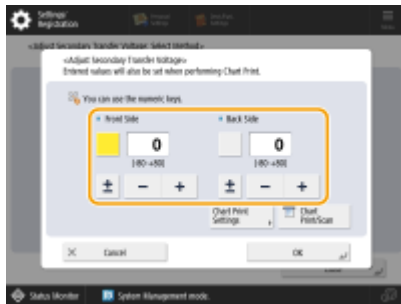 Settings/
Registration
<Adjust Secondary Transfer Voltage: Select Method>
<Adjust Secondary Transfer Voltage>
Entered values will also be set when performing Chart Print.
You can use the numeric keys.
Front Side
Back Side
0
0
(-80~+80)
(-80~+80)
±
−
+
±
−
+
Chart Print
Settings
Chart
Print/Scan
Cancel
OK
Status Monitor
System Management mode.